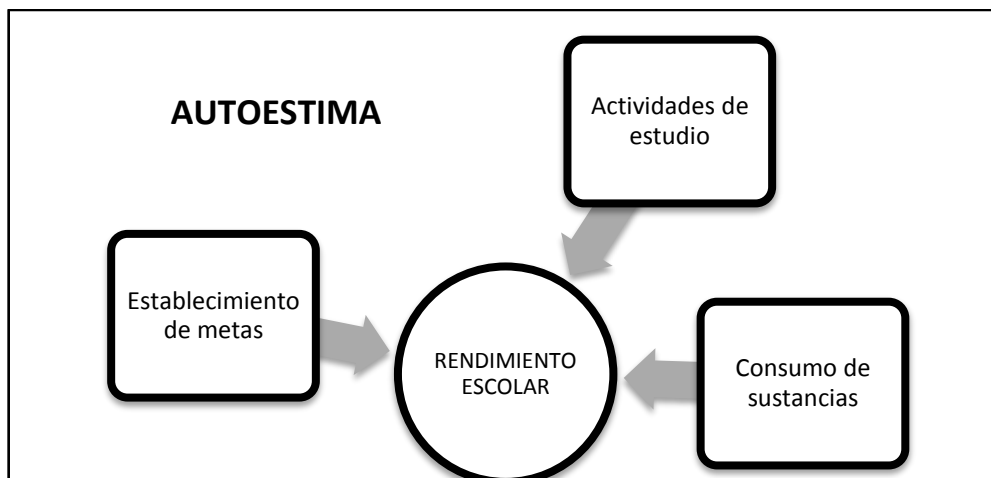 AUTOESTIMA
Actividades de
estudio
Establecimiento
de metas
RENDIMIENTO
ESCOLAR
Consumo de
sustancias